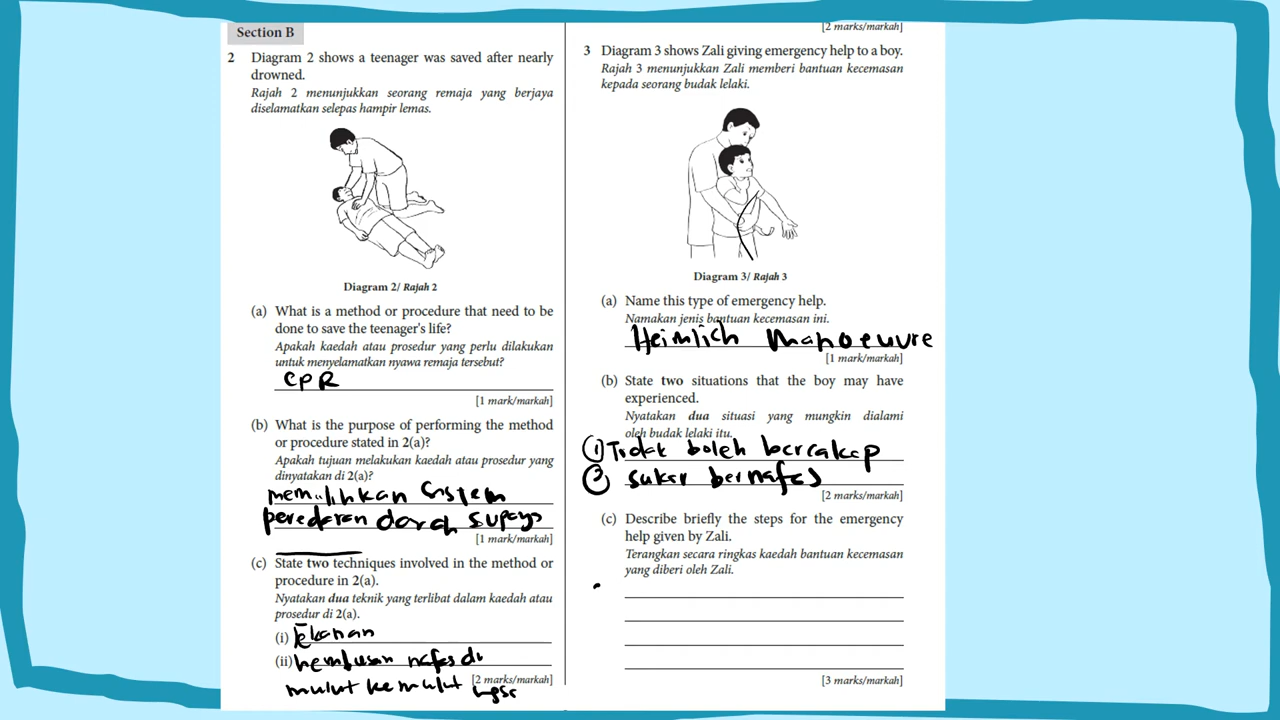 Section B
2 Diagram 2 shows a teenager was saved after nearly
drowned.
Rajah 2 menunjukkan seorang remaja yang berjaya
diselamatkan selepas hampir lemas.
Diagram 2/ Rajah 2
(a) What is a method or procedure that need to be
done to save the teenager's life?
Apakah kaedah atau prosedur yang perlu dilakukan
untuk menyelamatkan nyawa remaja tersebut?
CPR
[1 mark/markah]
(b) What is the purpose of performing the method
or procedure stated in 2(a)?
Apakah tujuan melakukan kaedah atau prosedur yang
dinyatakan di 2(a)?
memulihkan sistem
peredaran darah supaya
[1 mark/markah]
(c) State two techniques involved in the method or
procedure in 2(a).
Nyatakan dua teknik yang terlibat dalam kaedah atau
prosedur di 2(a).
(i) tekanan
(ii) hembusan nafas di
[2 marks/markah]
mulut ke mulut
[2 marks/markah]
3 Diagram 3 shows Zali giving emergency help to a boy.
Rajah 3 menunjukkan Zali memberi bantuan kecemasan
kepada seorang budak lelaki.
Diagram 3/ Rajah 3
(a) Name this type of emergency help.
Namakan jenis bantuan kecemasan ini.
Heimlich Manoeuvre
[1 mark/markah]
(b) State two situations that the boy may have
experienced.
Nyatakan dua situasi yang mungkin dialami
oleh budak lelaki itu.
① Tidak boleh bercakap
② sukar bernafas
[2 marks/markah]
(c) Describe briefly the steps for the emergency
help given by Zali.
Terangkan secara ringkas kaedah bantuan kecemasan
yang diberi oleh Zali.
[3 marks/markah]